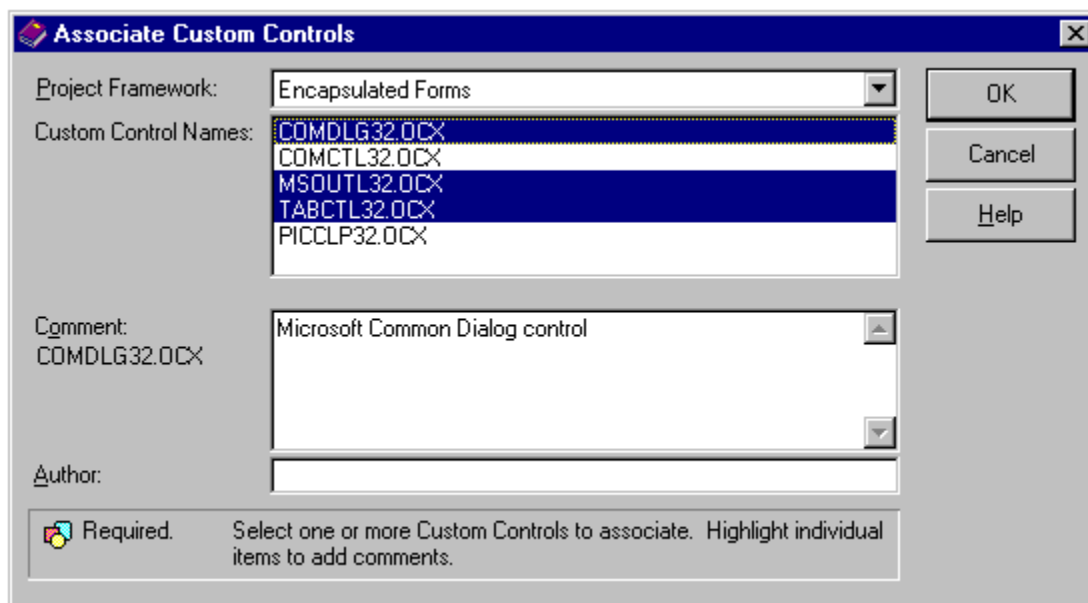 Associate Custom Controls
Project Framework:
Encapsulated Forms
OK
Custom Control Names:
COMDLG32.OCX
COMCTL32.OCX
MSOUTL32.OCX
TABCTL32.OCX
PICCLP32.OCX
Cancel
Help
Comment:
COMDLG32.OCX
Microsoft Common Dialog control
Author:
Required.
Select one or more Custom Controls to associate. Highlight individual
items to add comments.